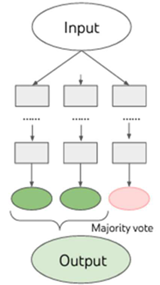 Input
...... ...... ......
Majority vote
Output